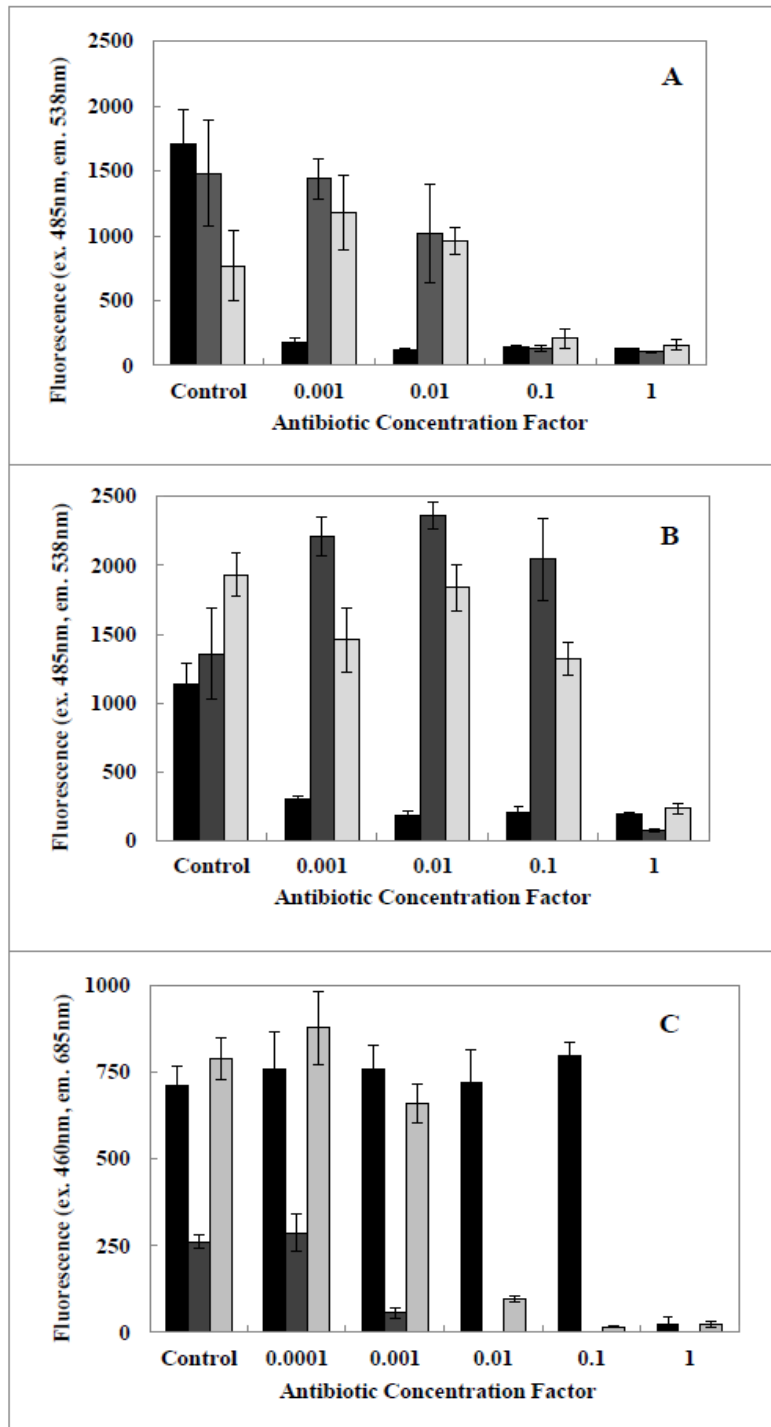 2500
A
2000
1500
1000
500
0
Fluorescence (ex. 485nm, em. 538nm)
Control 0.001 0.01 0.1 1
Antibiotic Concentration Factor
2500
B
2000
1500
1000
500
0
Fluorescence (ex. 485nm, em. 538nm)
Control 0.001 0.01 0.1 1
Antibiotic Concentration Factor
1000
C
750
500
250
0
Fluorescence (ex. 460nm, em. 685nm)
Control 0.0001 0.001 0.01 0.1 1
Antibiotic Concentration Factor